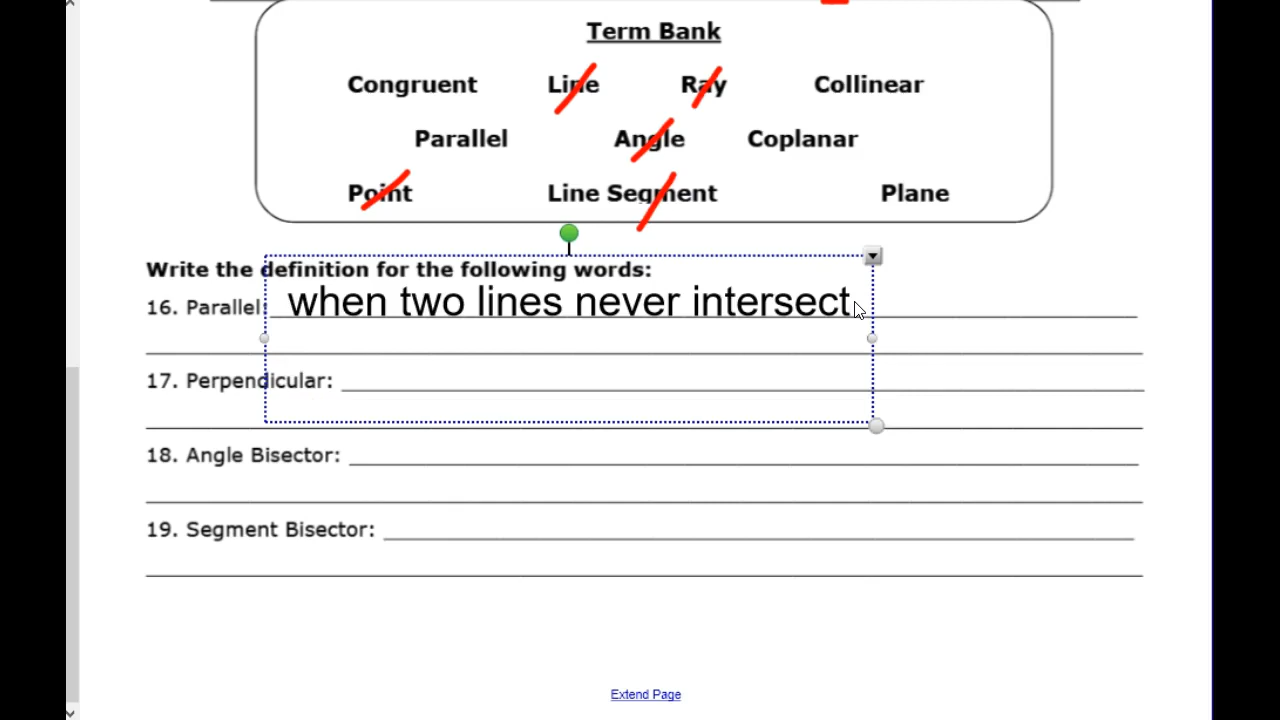 Term Bank
Congruent Line Ray Collinear
Parallel Angle Coplanar
Point Line Segment Plane
Write the definition for the following words:
16. Parallel: when two lines never intersect
17. Perpendicular:
18. Angle Bisector:
19. Segment Bisector:
Extend Page